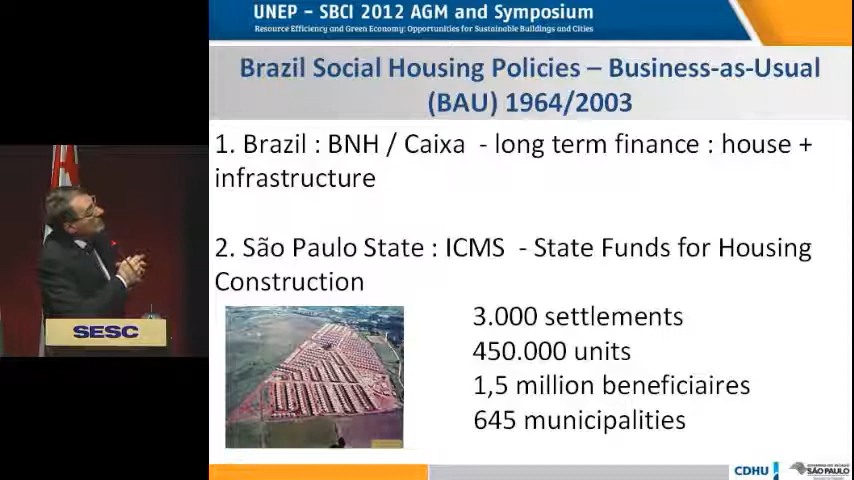 UNEP – SBCI 2012 AGM and Symposium
Resource Efficiency and Green Economy: Opportunities for Sustainable Buildings and Cities
Brazil Social Housing Policies – Business-as-Usual
(BAU) 1964/2003
1. Brazil : BNH / Caixa - long term finance : house +
infrastructure
2. São Paulo State : ICMS - State Funds for Housing
Construction
3.000 settlements
450.000 units
1,5 million beneficiaires
645 municipalities
SESC
CDHU
SÃO PAULO